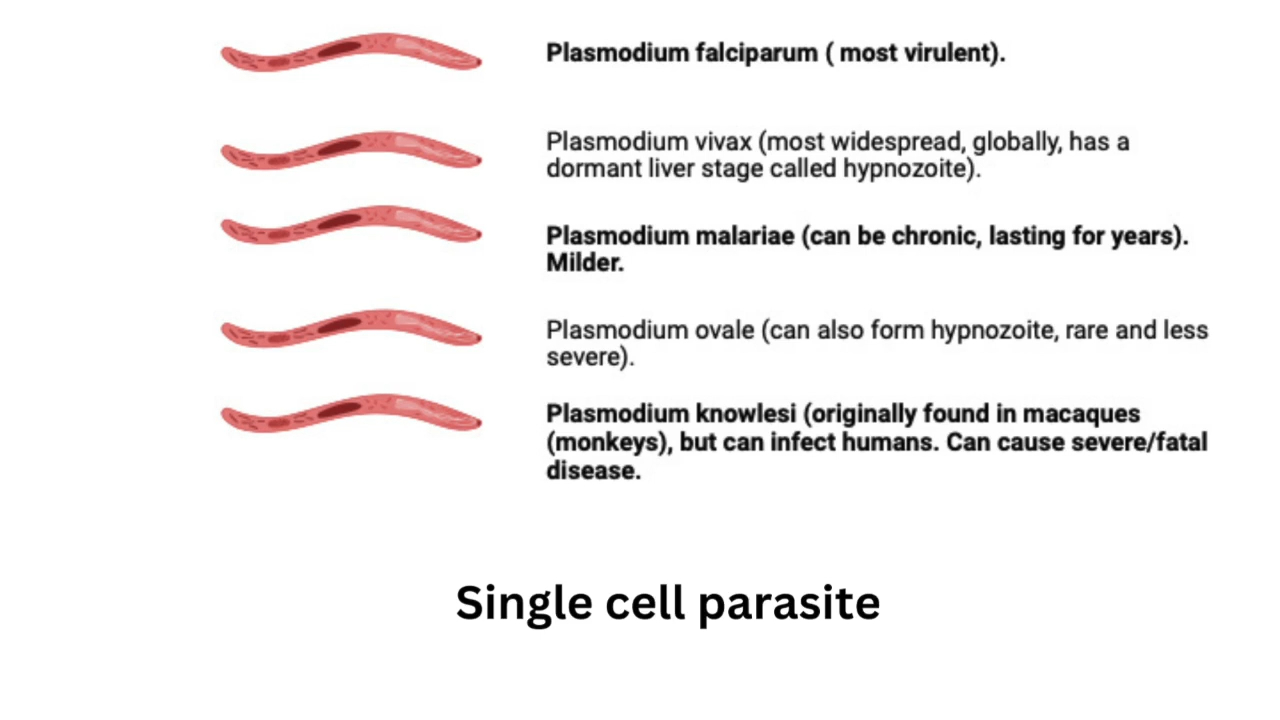 Plasmodium falciparum ( most virulent).
Plasmodium vivax (most widespread, globally, has a
dormant liver stage called hypnozoite).
Plasmodium malariae (can be chronic, lasting for years).
Milder.
Plasmodium ovale (can also form hypnozoite, rare and less
severe).
Plasmodium knowlesi (originally found in macaques
(monkeys), but can infect humans. Can cause severe/fatal
disease.
Single cell parasite